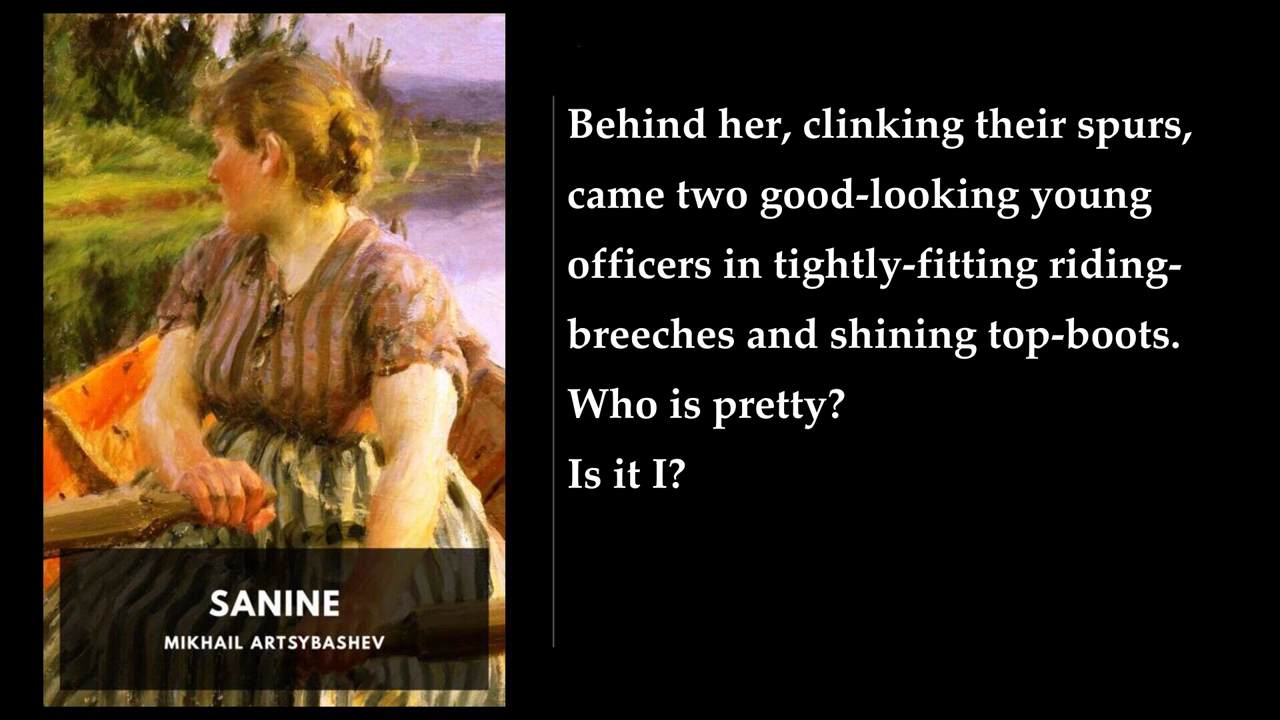 SANINE
MIKHAIL ARTSYBASHEV
Behind her, clinking their spurs,
came two good-looking young
officers in tightly-fitting riding-
breeches and shining top-boots.
Who is pretty?
Is it I?